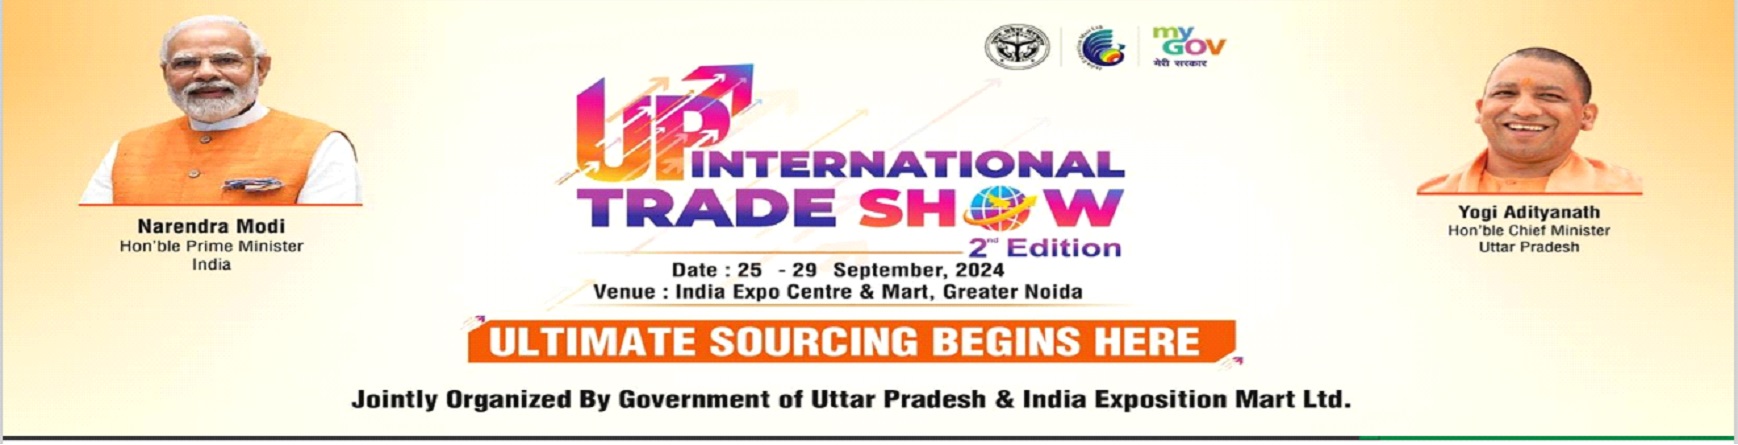 my
GOV
मेरी सरकार
UP
INTERNATIONAL
TRADE SHOW
2nd Edition
Date : 25 - 29 September, 2024
Venue : India Expo Centre & Mart, Greater Noida
Narendra Modi
Hon'ble Prime Minister
India
Yogi Adityanath
Hon'ble Chief Minister
Uttar Pradesh
ULTIMATE SOURCING BEGINS HERE
Jointly Organized By Government of Uttar Pradesh & India Exposition Mart Ltd.